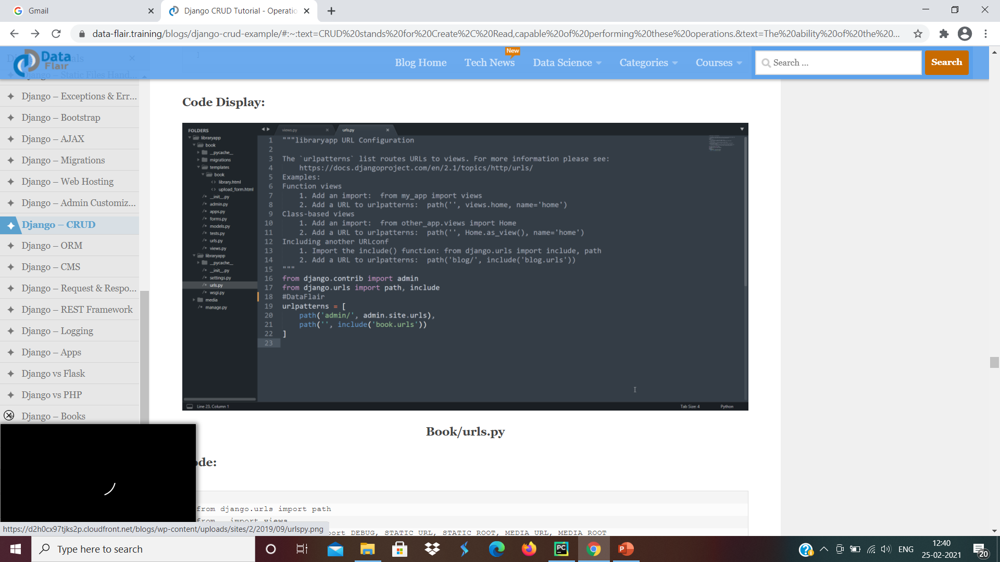 Gmail
Django CRUD Tutorial - Operatio
data-flair.training/blogs/django-crud-example/#:~:text=CRUD%20stands%20for%20Create%2C%20Read,capable%20of%20performing%20these%20operations.&text=The%20ability%20of%20the%20...
Data
Flair
Blog Home
Tech News
New
Data Science
Categories
Courses
Search ...
Search
Django – Static Files Hand...
Django – Exceptions & Err...
Django – Bootstrap
Django – AJAX
Django – Migrations
Django – Web Hosting
Django – Admin Customiz...
Django – CRUD
Django – ORM
Django – CMS
Django – Request & Respo...
Django – REST Framework
Django – Logging
Django – Apps
Django vs Flask
Django vs PHP
Django – Books
Code Display:
FOLDERS
libraryapp
book
__pycache__
migrations
templates
book
library.html
upload_form.html
__init__.py
admin.py
apps.py
forms.py
models.py
tests.py
urls.py
views.py
libraryapp
__pycache__
__init__.py
settings.py
urls.py
wsgi.py
media
manage.py
views.py
urls.py
1 """libraryapp URL Configuration
2
3 The `urlpatterns` list routes URLs to views. For more information please see:
4 https://docs.djangoproject.com/en/2.1/topics/http/urls/
5 Examples:
6 Function views
7 1. Add an import:  from my_app import views
8 2. Add a URL to urlpatterns:  path('', views.home, name='home')
9 Class-based views
10 1. Add an import:  from other_app.views import Home
11 2. Add a URL to urlpatterns:  path('', Home.as_view(), name='home')
12 Including another URLconf
13 1. Import the include() function: from django.urls import include, path
14 2. Add a URL to urlpatterns:  path('blog/', include('blog.urls'))
15 """
16 from django.contrib import admin
17 from django.urls import path, include
18 #DataFlair
19 urlpatterns = [
20 path('admin/', admin.site.urls),
21 path('', include('book.urls'))
22 ]
23
Line 23, Column 1
Tab Size: 4
Python
Book/urls.py
ode:
from django.urls import path
from . import views
port DEBUG, STATIC_URL, STATIC_ROOT, MEDIA_URL, MEDIA_ROOT
https://d2h0cx97tjks2p.cloudfront.net/blogs/wp-content/uploads/sites/2/2019/09/urlspy.png
Type here to search
ENG
12:40
25-02-2021
20